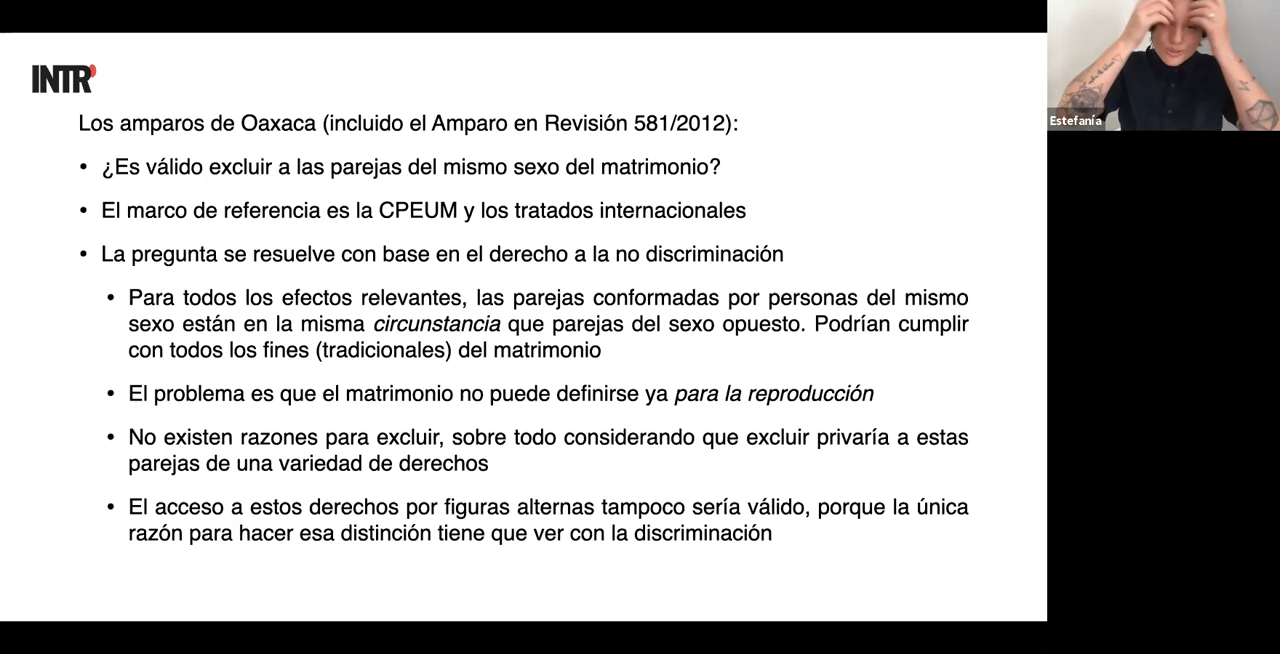 INTR'
Los amparos de Oaxaca (incluido el Amparo en Revisión 581/2012):
• ¿Es válido excluir a las parejas del mismo sexo del matrimonio?
• El marco de referencia es la CPEUM y los tratados internacionales
• La pregunta se resuelve con base en el derecho a la no discriminación
• Para todos los efectos relevantes, las parejas conformadas por personas del mismo
sexo están en la misma circunstancia que parejas del sexo opuesto. Podrían cumplir
con todos los fines (tradicionales) del matrimonio
• El problema es que el matrimonio no puede definirse ya para la reproducción
• No existen razones para excluir, sobre todo considerando que excluir privaría a estas
parejas de una variedad de derechos
• El acceso a estos derechos por figuras alternas tampoco sería válido, porque la única
razón para hacer esa distinción tiene que ver con la discriminación
Estefanía